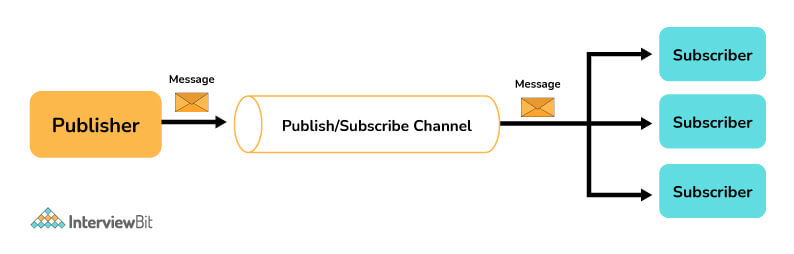 Publisher
Message
Publish/Subscribe Channel
Message
Subscriber
Subscriber
Subscriber
InterviewBit